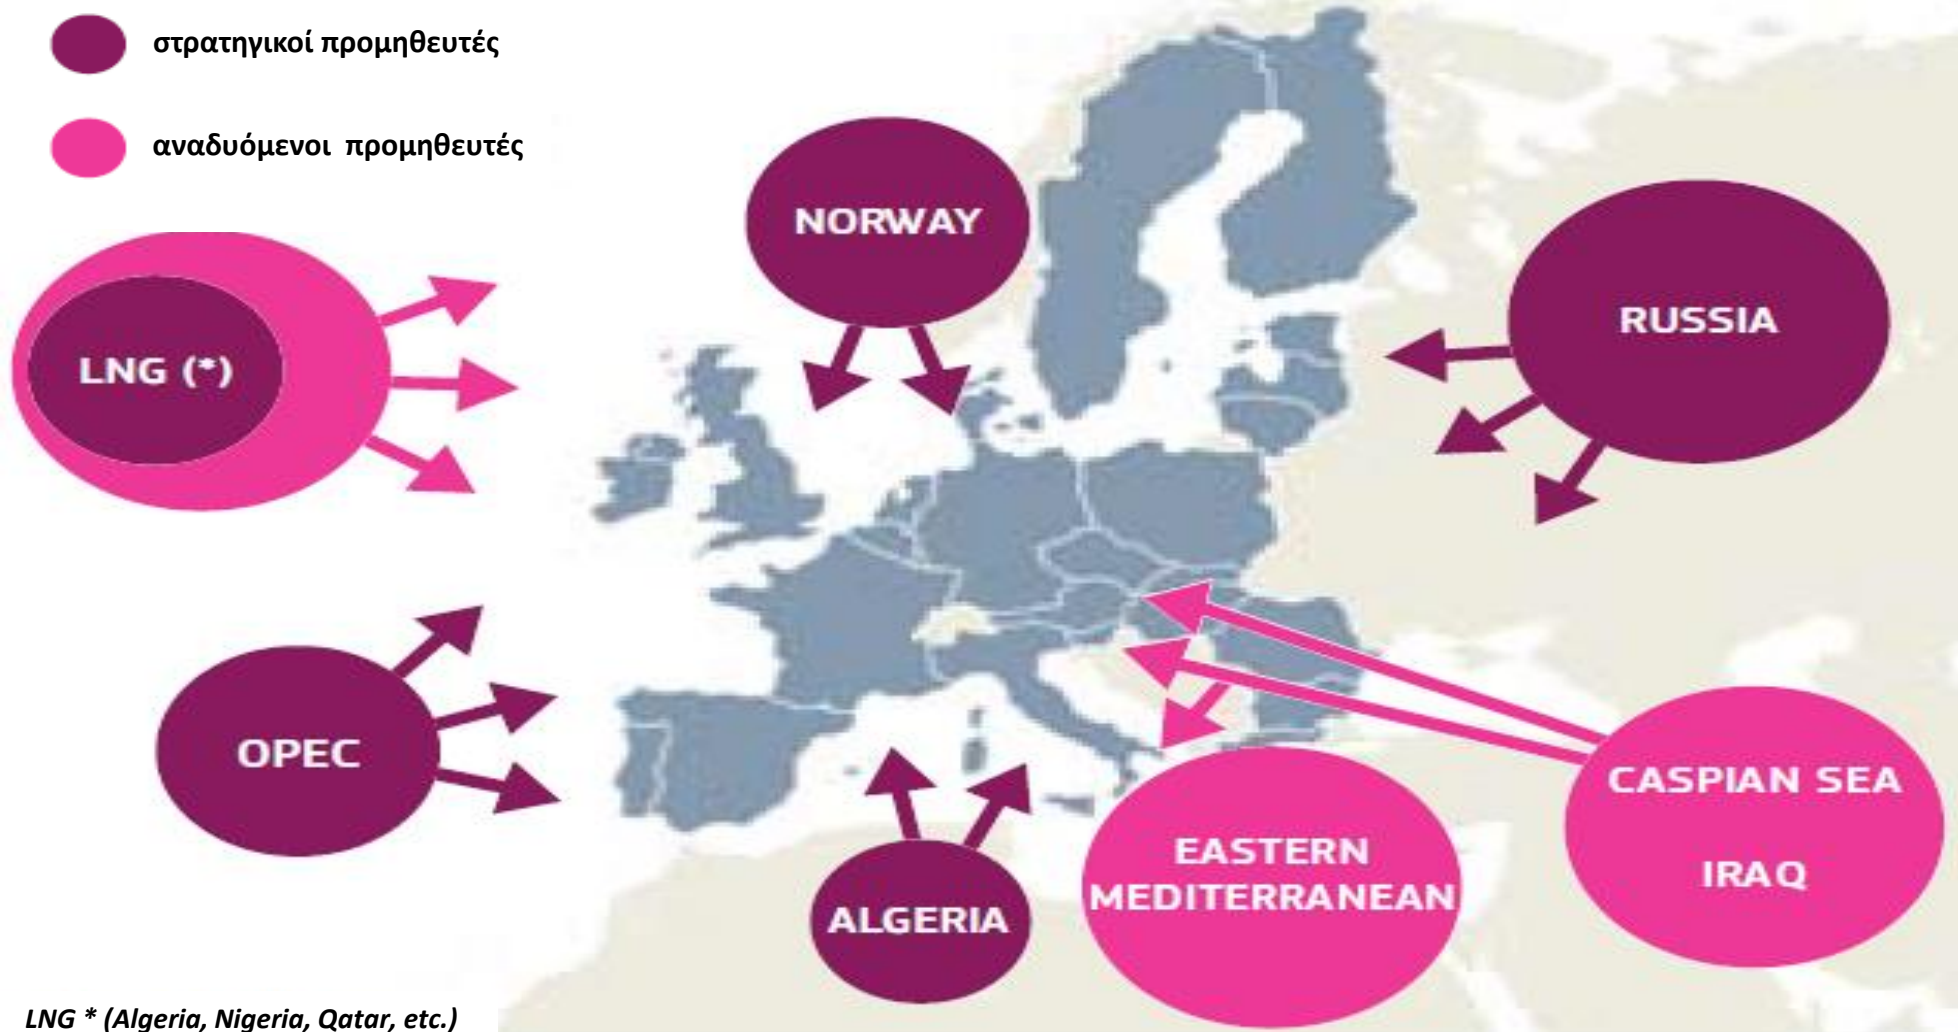 στρατηγικοί προμηθευτές
αναδυόμενοι προμηθευτές
NORWAY
RUSSIA
LNG (*)
OPEC
CASPIAN SEA
IRAQ
EASTERN
MEDITERRANEAN
ALGERIA
LNG * (Algeria, Nigeria, Qatar, etc.)